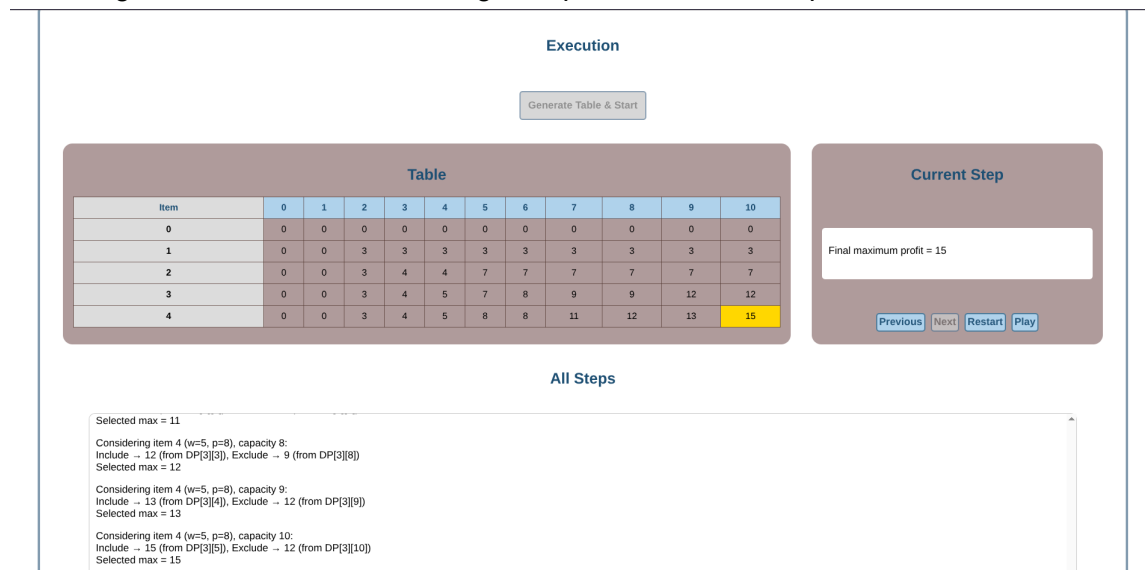 Execution
Generate Table & Start
Table
Item 0 1 2 3 4 5 6 7 8 9 10
0 0 0 0 0 0 0 0 0 0 0 0
1 0 0 3 3 3 3 3 3 3 3 3
2 0 0 3 4 4 7 7 7 7 7 7
3 0 0 3 4 5 7 8 9 9 12 12
4 0 0 3 4 5 8 8 11 12 13 15
Current Step
Final maximum profit = 15
Previous Next Restart Play
All Steps
Selected max = 11
Considering item 4 (w=5, p=8), capacity 8:
Include → 12 (from DP[3][3]), Exclude → 9 (from DP[3][8])
Selected max = 12
Considering item 4 (w=5, p=8), capacity 9:
Include → 13 (from DP[3][4]), Exclude → 12 (from DP[3][9])
Selected max = 13
Considering item 4 (w=5, p=8), capacity 10:
Include → 15 (from DP[3][5]), Exclude → 12 (from DP[3][10])
Selected max = 15